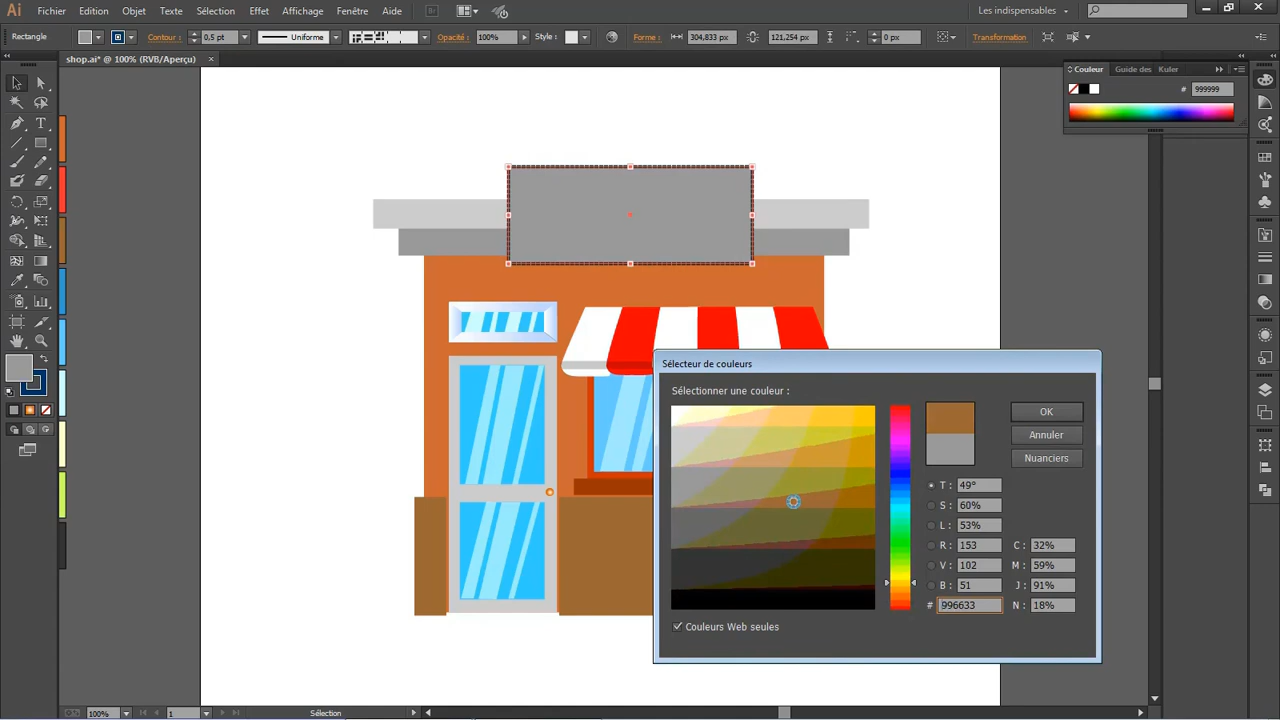 Ai Fichier Edition Objet Texte Sélection Effet Affichage Fenêtre Aide Br Les indispensables
Rectangle Contour : 0,5 pt Uniforme Opacité : 100% Style : Forme : 304,833 px 121,254 px 0 px Transformation
shop.ai* @ 100% (RVB/Aperçu)
Couleur Guide des Kuler
# 999999
Sélecteur de couleurs
Sélectionner une couleur :
OK
Annuler
Nuanciers
T : 49°
S : 60%
L : 53%
R : 153 C : 32%
V : 102 M : 59%
B : 51 J : 91%
# 996633 N : 18%
Couleurs Web seules
100% 1 Sélection